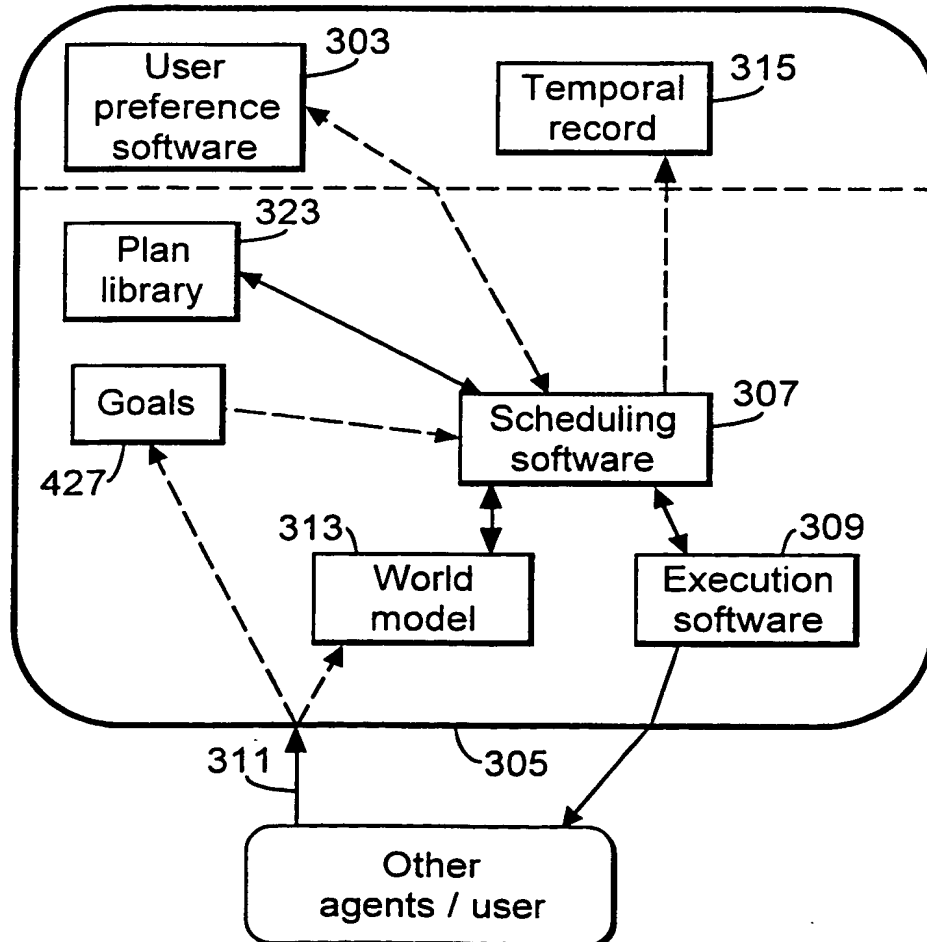 303
User
preference
software
315
Temporal
record
323
Plan
library
Goals
427
307
Scheduling
software
313
World
model
309
Execution
software
311
305
Other
agents / user